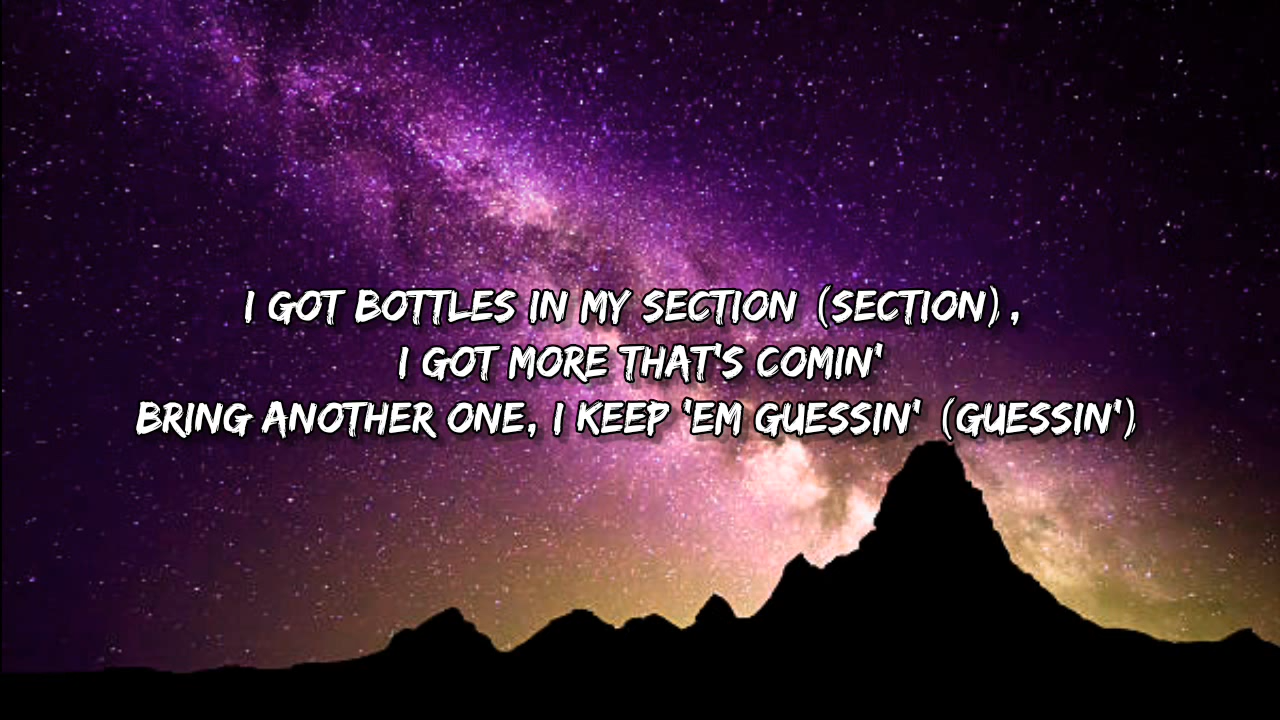 I GOT BOTTLES IN MY SECTION (SECTION),
I GOT MORE THAT'S COMIN'
BRING ANOTHER ONE, I KEEP 'EM GUESSIN' (GUESSIN')